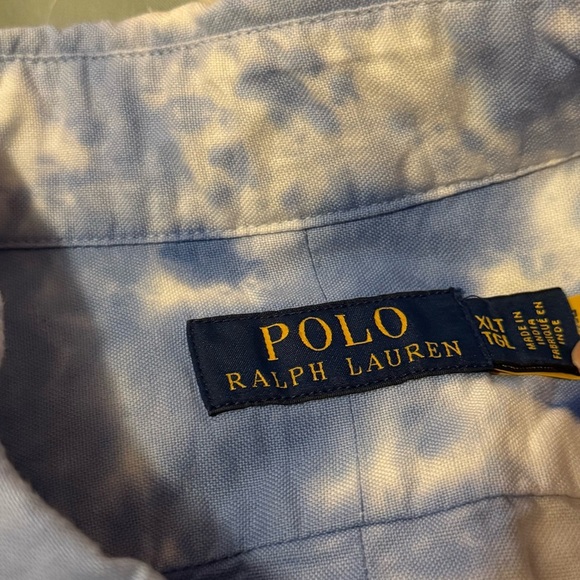 POLO
RALPH LAUREN
XLT
TGL
MADE IN
INDIA
FABRIQUÉ EN
INDE